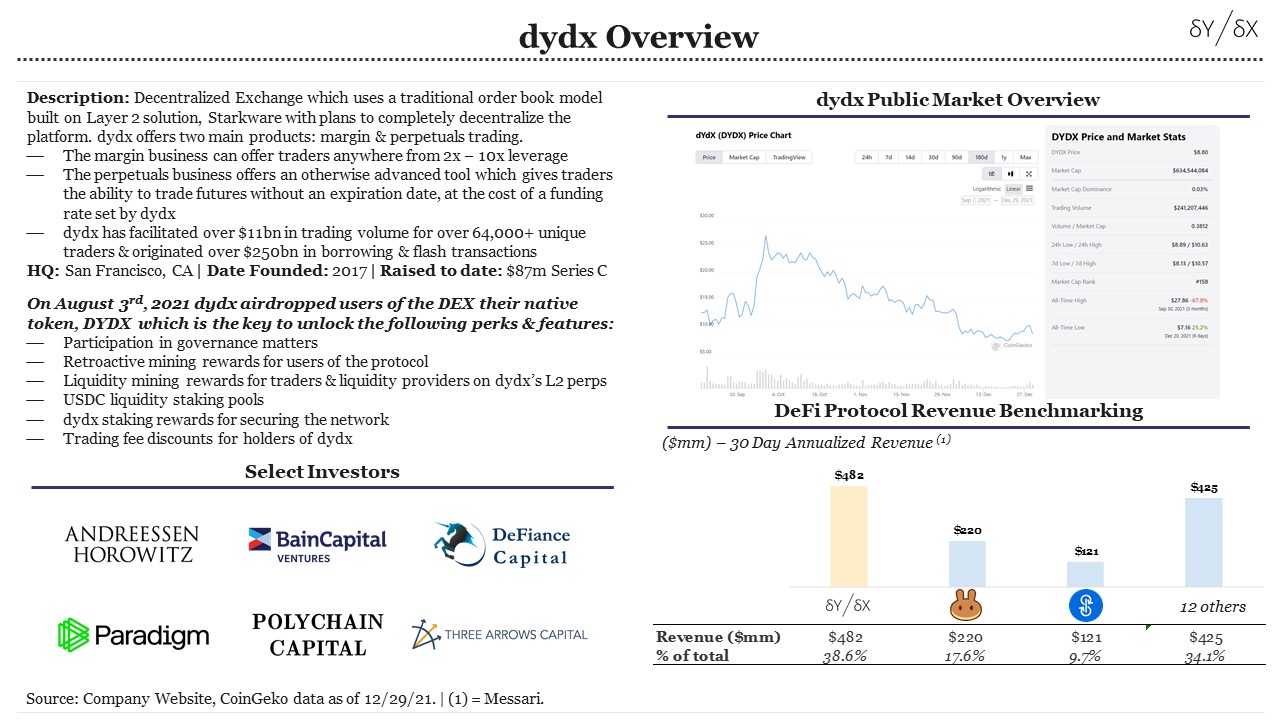 dydx Overview
δY/δX
Description: Decentralized Exchange which uses a traditional order book model
built on Layer 2 solution, Starkware with plans to completely decentralize the
platform. dydx offers two main products: margin & perpetuals trading.
— The margin business can offer traders anywhere from 2x – 10x leverage
— The perpetuals business offers an otherwise advanced tool which gives traders
the ability to trade futures without an expiration date, at the cost of a funding
rate set by dydx
— dydx has facilitated over $11bn in trading volume for over 64,000+ unique
traders & originated over $250bn in borrowing & flash transactions
HQ: San Francisco, CA | Date Founded: 2017 | Raised to date: $87m Series C
On August 3rd, 2021 dydx airdropped users of the DEX their native
token, DYDX which is the key to unlock the following perks & features:
— Participation in governance matters
— Retroactive mining rewards for users of the protocol
— Liquidity mining rewards for traders & liquidity providers on dydx's L2 perps
— USDC liquidity staking pools
— dydx staking rewards for securing the network
— Trading fee discounts for holders of dydx
Select Investors
ANDREESSEN
HOROWITZ
BainCapital
VENTURES
DeFiance
Capital
Paradigm
POLYCHAIN
CAPITAL
THREE ARROWS CAPITAL
dydx Public Market Overview
dYdX (DYDX) Price Chart
Price Market Cap TradingView
24h 7d 14d 30d 90d 180d 1y Max
Logarithmic Linear
Sep 7, 2021 → Dec 29, 2021
$30.00
$25.00
$20.00
$15.00
$10.00
$5.00
CoinGecko
20. Sep 4. Oct 18. Oct 1. Nov 15. Nov 29. Nov 13. Dec 27. Dec
DYDX Price and Market Stats
DYDX Price $8.80
Market Cap $634,544,084
Market Cap Dominance 0.03%
Trading Volume $241,207,446
Volume / Market Cap 0.3812
24h Low / 24h High $8.89 / $10.63
7d Low / 7d High $8.13 / $10.57
Market Cap Rank #158
All-Time High $27.86 -67.8%
Sep 30, 2021 (3 months)
All-Time Low $7.16 25.2%
Dec 20, 2021 (9 days)
DeFi Protocol Revenue Benchmarking
($mm) – 30 Day Annualized Revenue (1)
$482
$220
$121
$425
δY/δX
12 others
Revenue ($mm) $482 $220 $121 $425
% of total 38.6% 17.6% 9.7% 34.1%
Source: Company Website, CoinGeko data as of 12/29/21. | (1) = Messari.